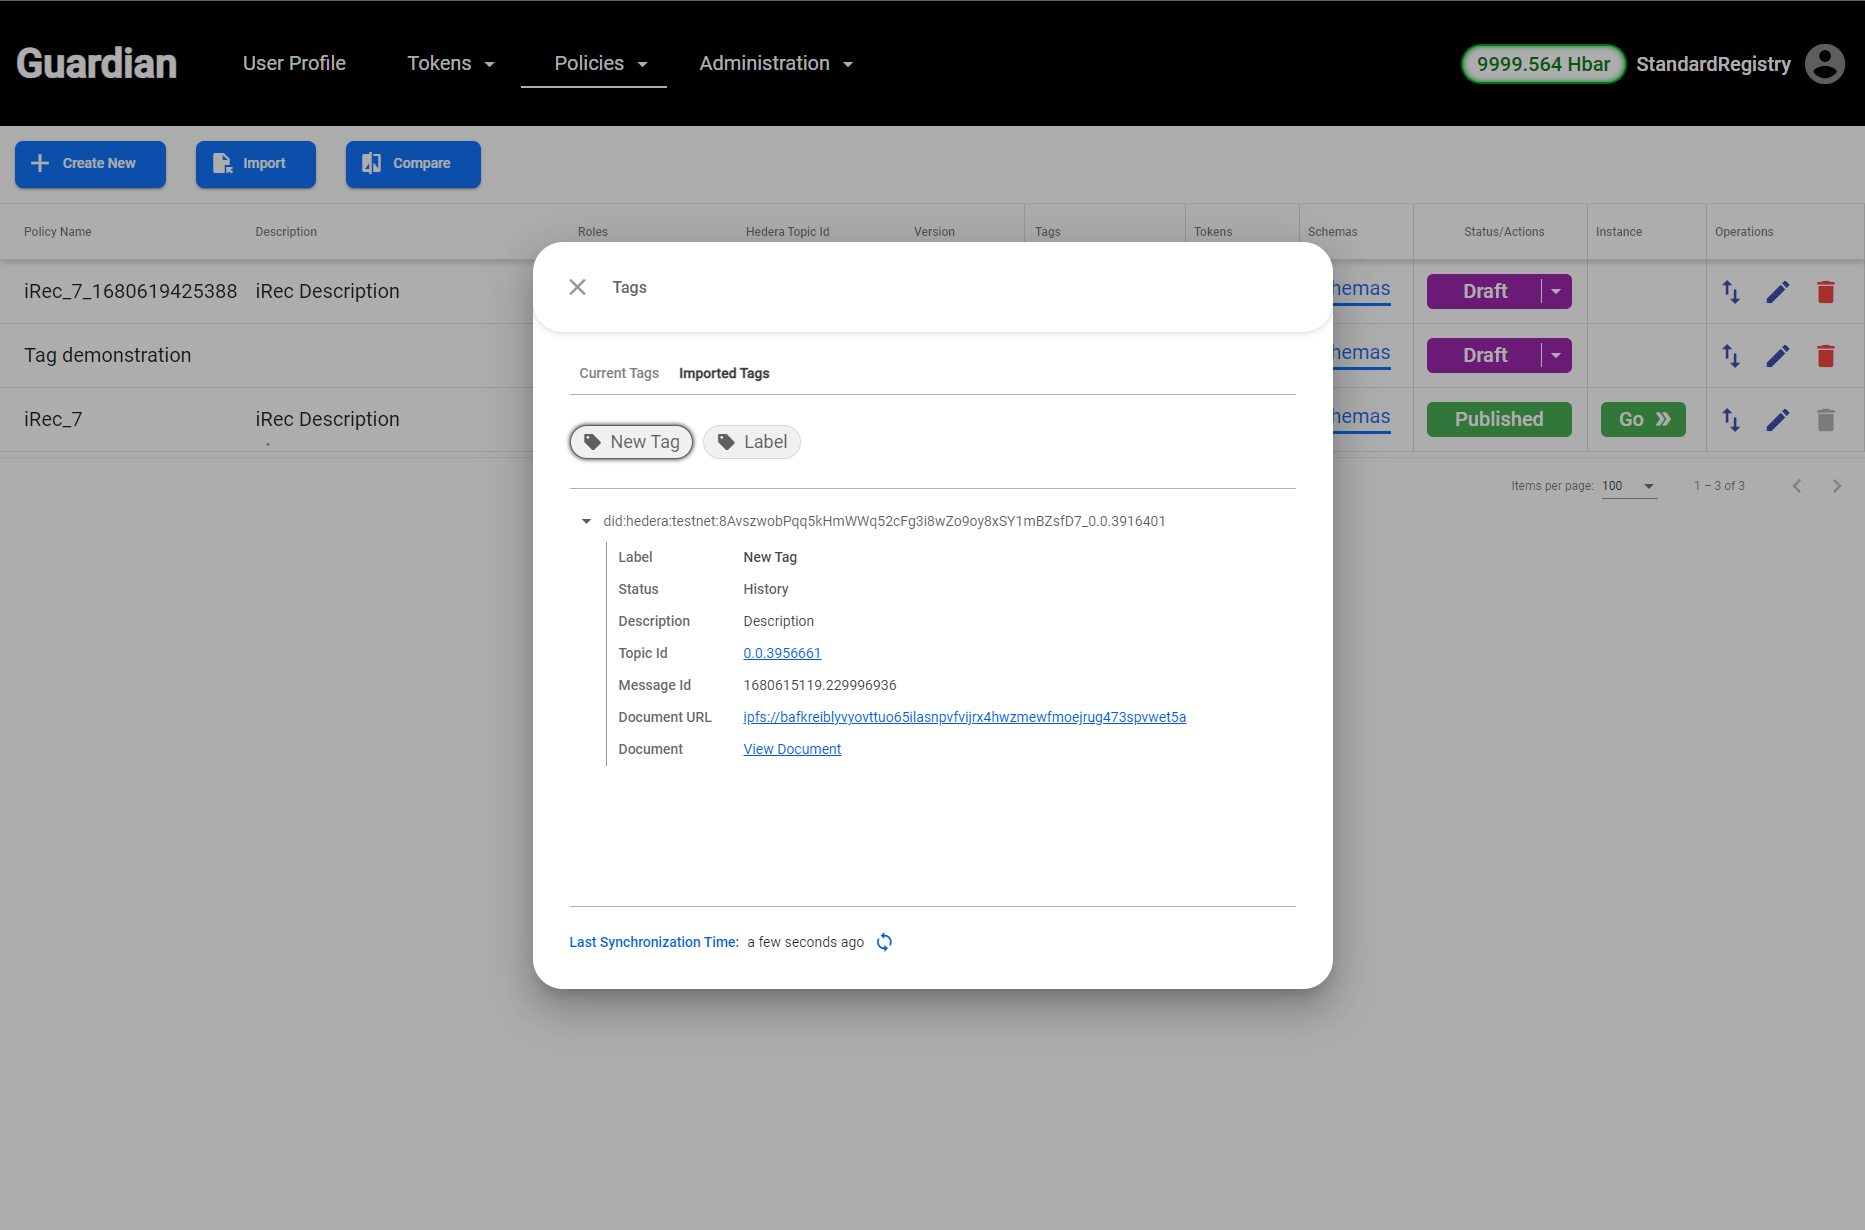 Guardian User Profile Tokens Policies Administration 9999.564 Hbar StandardRegistry
Create New Import Compare
Policy Name Description Roles Hedera Topic Id Version Tags Tokens Schemas Status/Actions Instance Operations
iRec_7_1680619425388 iRec Description hemas Draft
Tag demonstration hemas Draft
iRec_7 iRec Description hemas Published Go
Items per page: 100 1 – 3 of 3
Tags
Current Tags Imported Tags
New Tag Label
did:hedera:testnet:8AvszwobPqq5kHmWWq52cFg3i8wZo9oy8xSY1mBZsfD7_0.0.3916401
Label New Tag
Status History
Description Description
Topic Id 0.0.3956661
Message Id 1680615119.229996936
Document URL ipfs://bafkreiblyvyovttuo65ilasnpvfvijrx4hwzmewfmoejrug473spvwet5a
Document View Document
Last Synchronization Time: a few seconds ago